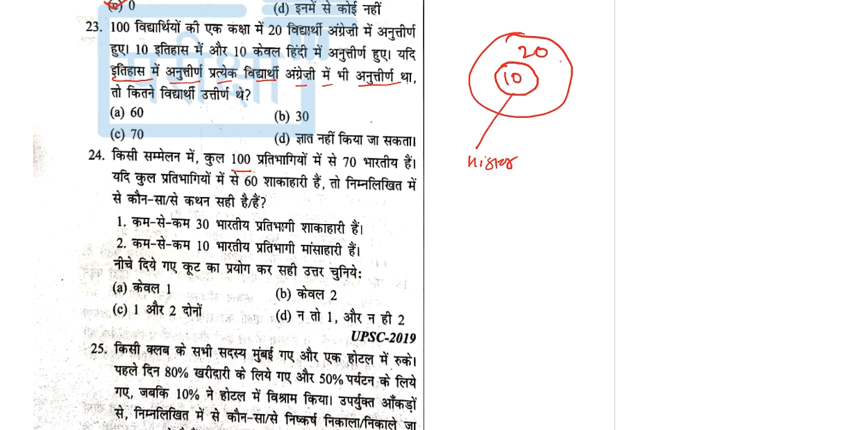 (d) इनमें से कोई नहीं
23. 100 विद्यार्थियों की एक कक्षा में 20 विद्यार्थी अंग्रेजी में अनुत्तीर्ण
हुए। 10 इतिहास में और 10 केवल हिंदी में अनुत्तीर्ण हुए। यदि
इतिहास में अनुत्तीर्ण प्रत्येक विद्यार्थी अंग्रेजी में भी अनुत्तीर्ण था,
तो कितने विद्यार्थी उत्तीर्ण थे?
(a) 60 (b) 30
(c) 70 (d) ज्ञात नहीं किया जा सकता।
24. किसी सम्मेलन में, कुल 100 प्रतिभागियों में से 70 भारतीय हैं।
यदि कुल प्रतिभागियों में से 60 शाकाहारी हैं, तो निम्नलिखित में
से कौन-सा/से कथन सही है/हैं?
1. कम-से-कम 30 भारतीय प्रतिभागी शाकाहारी हैं।
2. कम-से-कम 10 भारतीय प्रतिभागी मांसाहारी हैं।
नीचे दिये गए कूट का प्रयोग कर सही उत्तर चुनिये:
(a) केवल 1 (b) केवल 2
(c) 1 और 2 दोनों (d) न तो 1, और न ही 2
UPSC-2019
25. किसी क्लब के सभी सदस्य मुंबई गए और एक होटल में रुके।
पहले दिन 80% खरीदारी के लिये गए और 50% पर्यटन के लिये
गए, जबकि 10% ने होटल में विश्राम किया। उपर्युक्त आँकड़ों
से, निम्नलिखित में से कौन-सा/से निष्कर्ष निकाला/निकाले जा
20
10